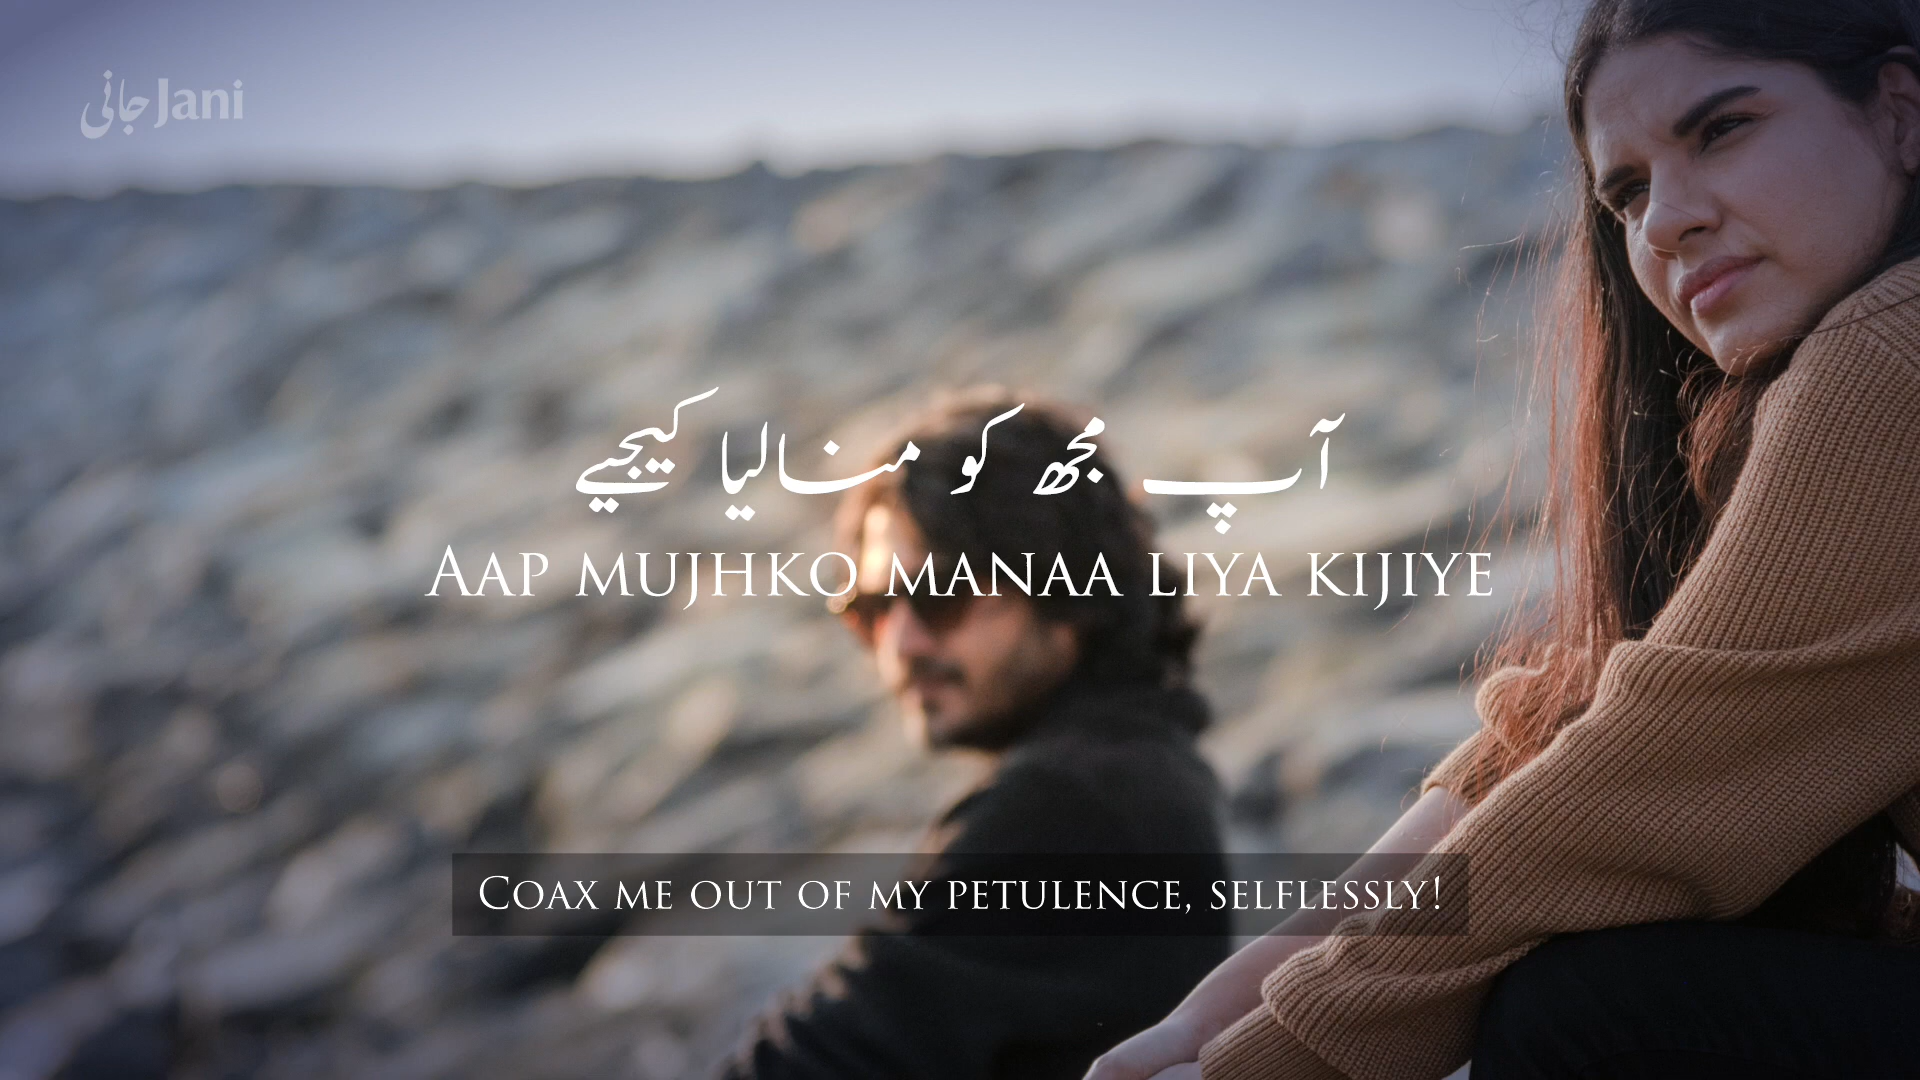 جانی Jani
آپ مجھ کو منا لیا کیجیے
Aap mujhko manaa liya kijiye
Coax me out of my petulence, selflessly!